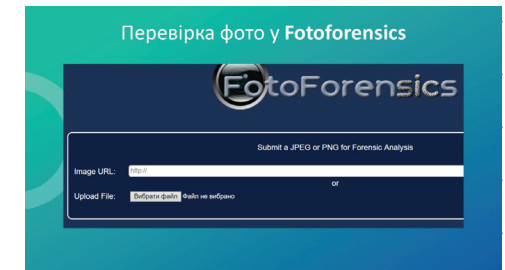 Перевірка фото у Fotoforensics
FotoForensics
Submit a JPEG or PNG for Forensic Analysis
Image URL: http://
or
Upload File: Вибрати файл Файл не вибрано